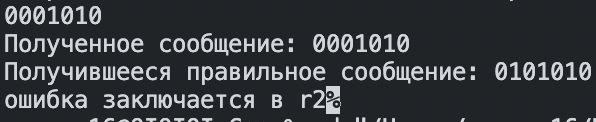 0001010
Полученное сообщение: 0001010
Получившееся правильное сообщение: 0101010
ошибка заключается в r2%